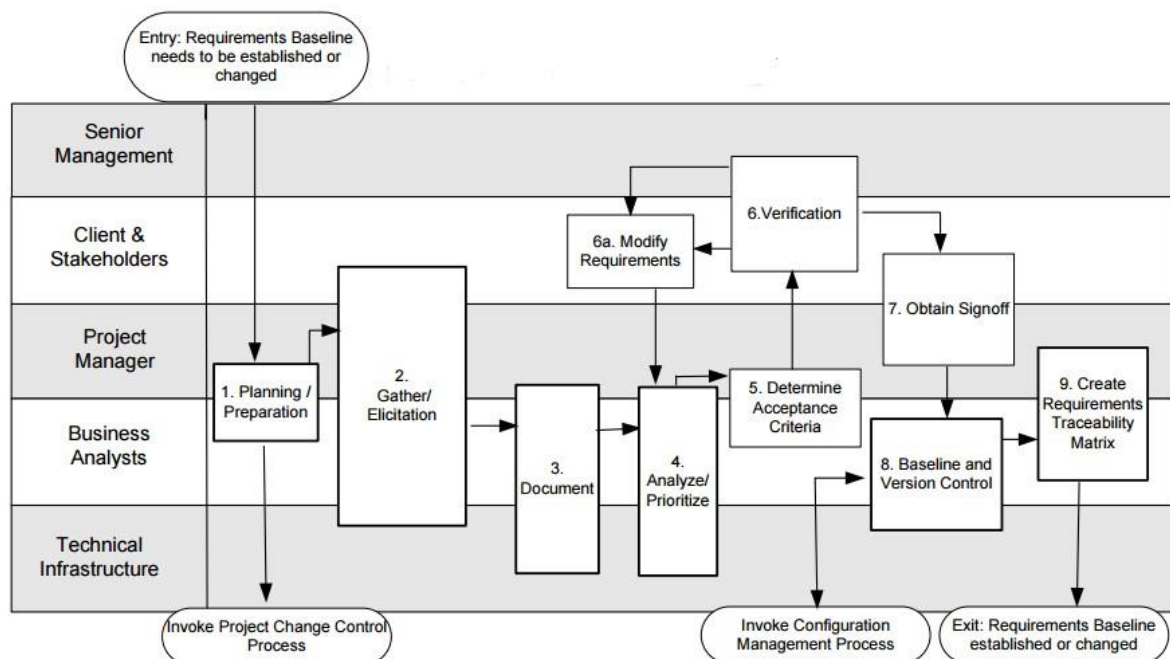 Entry: Requirements Baseline
needs to be established or
changed
Senior
Management
Client &
Stakeholders
Project
Manager
Business
Analysts
Technical
Infrastructure
1. Planning /
Preparation
2.
Gather/
Elicitation
3.
Document
4.
Analyze/
Prioritize
5. Determine
Acceptance
Criteria
6.Verification
6a. Modify
Requirements
7. Obtain Signoff
8. Baseline and
Version Control
9. Create
Requirements
Traceability
Matrix
Invoke Project Change Control
Process
Invoke Configuration
Management Process
Exit: Requirements Baseline
established or changed